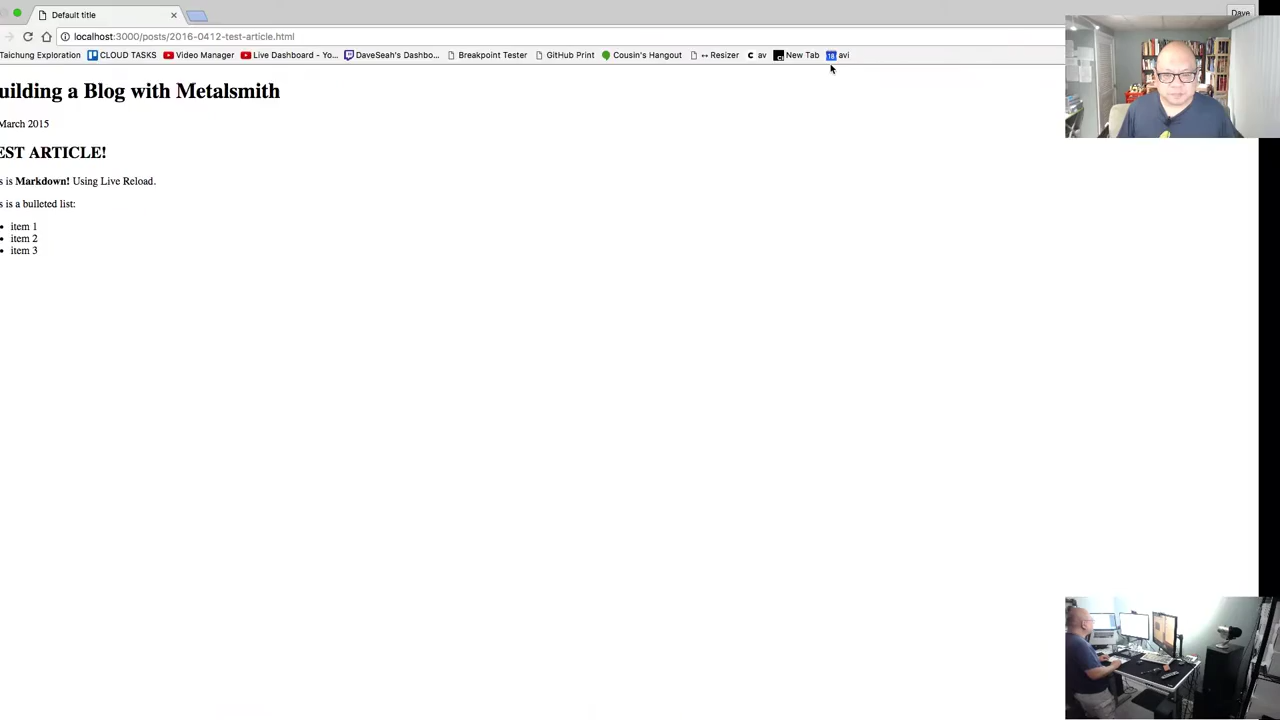 Default title
Dave
localhost:3000/posts/2016-0412-test-article.html
Taichung Exploration CLOUD TASKS Video Manager Live Dashboard - Yo... DaveSeah's Dashbo... Breakpoint Tester GitHub Print Cousin's Hangout ↔ Resizer av New Tab 18 avi
uilding a Blog with Metalsmith
March 2015
EST ARTICLE!
s is Markdown! Using Live Reload.
s is a bulleted list:
• item 1
• item 2
• item 3